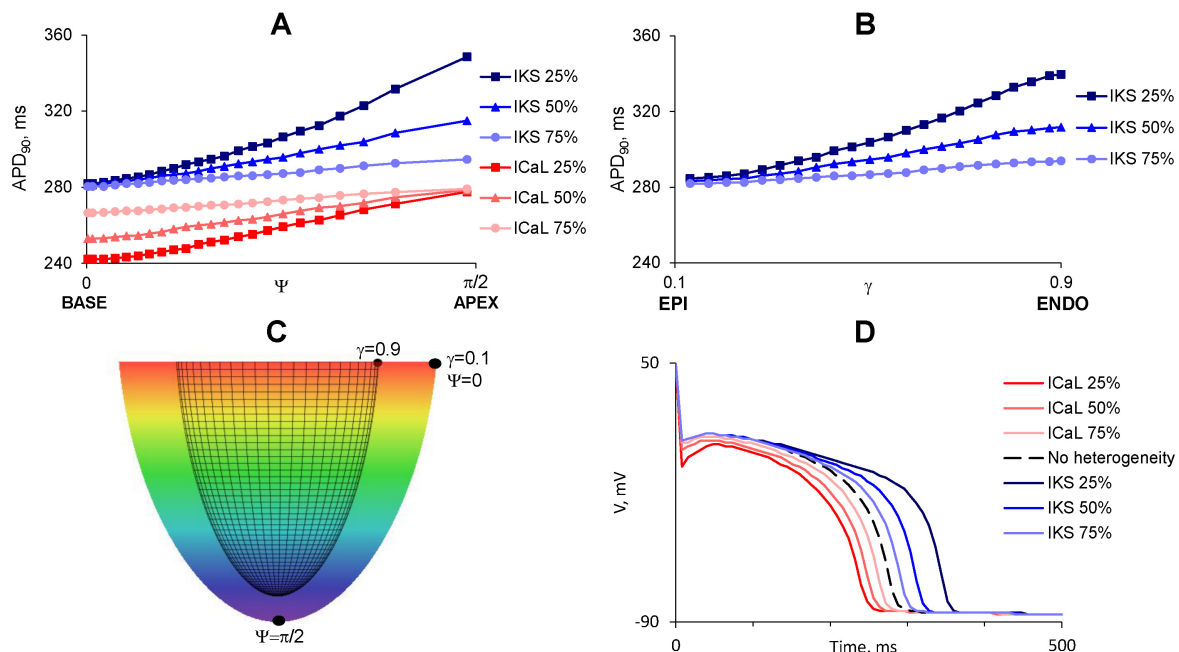 A
360
320
280
240
APD90, ms
0
Ψ
π/2
BASE
APEX
IKS 25%
IKS 50%
IKS 75%
ICaL 25%
ICaL 50%
ICaL 75%
B
360
320
280
240
APD90, ms
0.1
γ
0.9
EPI
ENDO
IKS 25%
IKS 50%
IKS 75%
C
γ=0.9
γ=0.1
Ψ=0
Ψ=π/2
D
50
-90
V, mV
0
500
Time, ms
ICaL 25%
ICaL 50%
ICaL 75%
No heterogeneity
IKS 25%
IKS 50%
IKS 75%